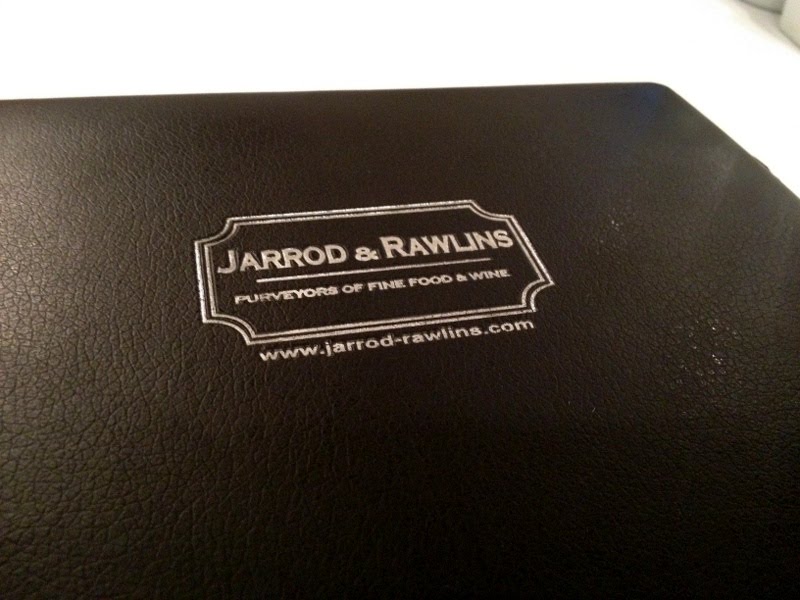 JARROD & RAWLINS
PURVEYORS OF FINE FOOD & WINE
www.jarrod-rawlins.com